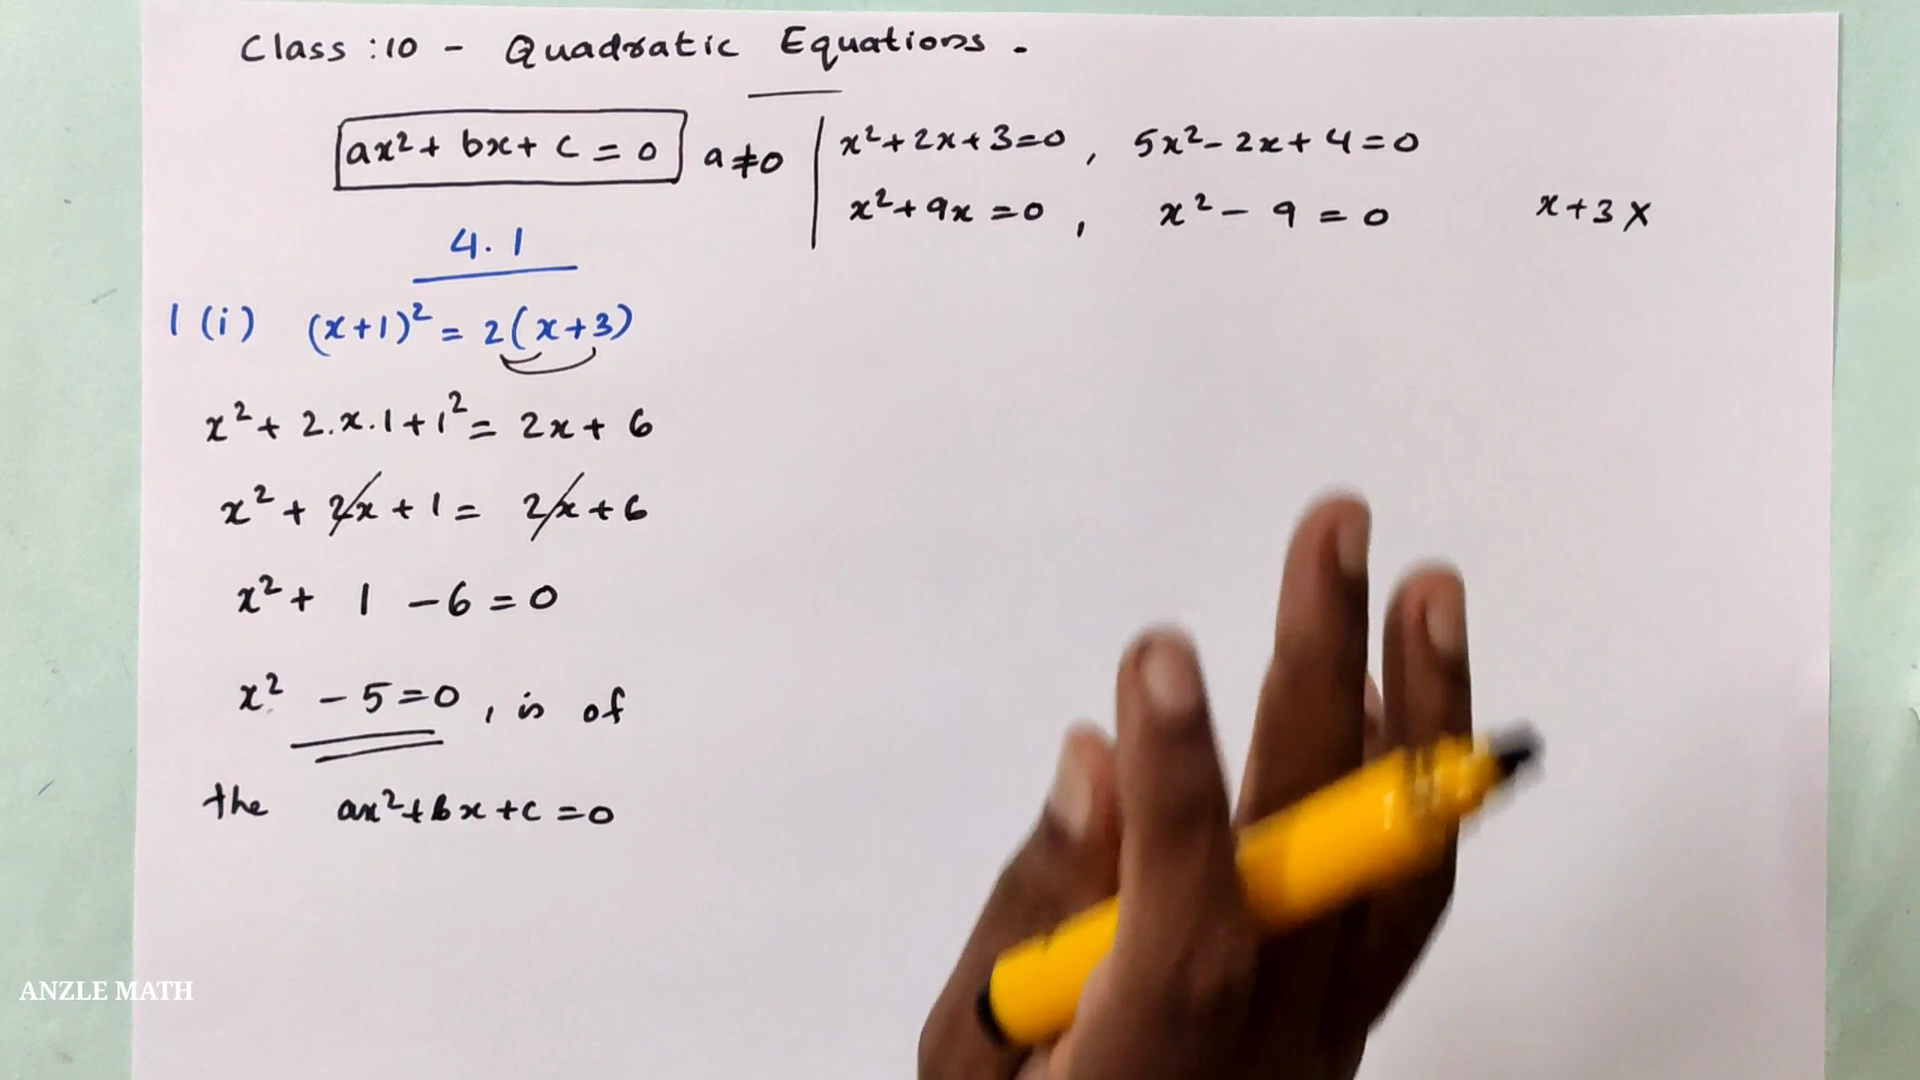 Class : 10 - Quadratic Equations .
ax² + bx + c = 0 a ≠ 0
x² + 2x + 3 = 0 , 5x² - 2x + 4 = 0
x² + 9x = 0 , x² - 9 = 0 x + 3 X
4.1
1 (i) (x+1)² = 2(x+3)
x² + 2.x.1 + 1² = 2x + 6
x² + 2x + 1 = 2x + 6
x² + 1 - 6 = 0
x² - 5 = 0 , is of
the ax² + bx + c = 0
ANZLE MATH